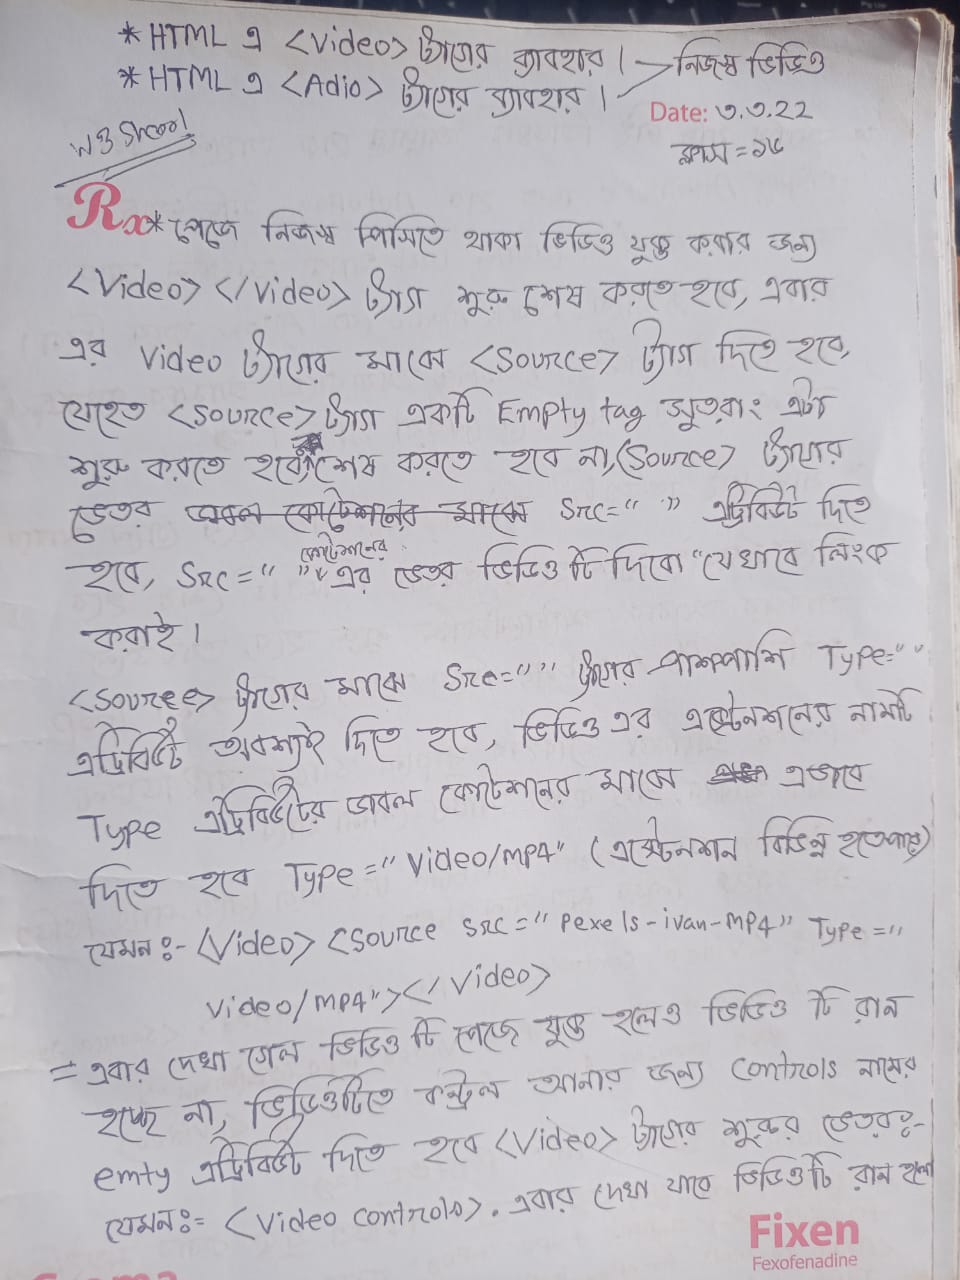 * HTML এ <Video> ট্যাগের ব্যবহার। → নিজস্ব ভিডিও
* HTML এ <Adio> ট্যাগের ব্যবহার।
Date: ৩.৩.22
W3 Shcool
ক্লাস = ১৫
Rx * পেজে নিজস্ব পিসিতে থাকা ভিডিও যুক্ত করার জন্য
<Video> </Video> ট্যাগ শুরু শেষ করতে হবে, এবার
এর Video ট্যাগের মাঝে <Source> ট্যাগ দিতে হবে,
যেহেত <Source> ট্যাগ একটি Empty tag সুতরাং এটা
শুরু করতে হবে, শেষ করতে হবে না, <Source> ট্যাগের
ভেতর ডাবল কোটেশনের মাঝে Src=" " এট্রিবিউট দিতে
হবে, Src=" " কোটেশনের এর ভেতর ভিডিও টি দিবো "যেভাবে লিংক
করাই।
<Source> ট্যাগের মাঝে Src=" " ট্যাগের পাশপাশি Type=" "
এট্রিবিউট অবশ্যই দিতে হবে, ভিডিও এর এক্সটেনশনের নামটি
Type এট্রিবিউটের ডাবল কোটেশনের মাঝে এভাবে
দিতে হবে Type="Video/MP4" (এক্সটেনশন বিভিন্ন হতেপারে)
যেমনঃ- <Video> <Source Src="Pexels-ivan-MP4" Type="
Video/MP4"></Video>
= এবার দেখা গেল ভিডিও টি পেজে যুক্ত হলেও ভিডিও টি রান
হচ্ছে না, ভিডিওটিতে কন্ট্রল আনার জন্য Controls নামের
emty এট্রিবিউট দিতে হবে <Video> ট্যাগের শুরুর ভেতরঃ-
যেমনঃ= <Video Controls>. এবার দেখা যাবে ভিডিওটি রান হলো
Fixen
Fexofenadine